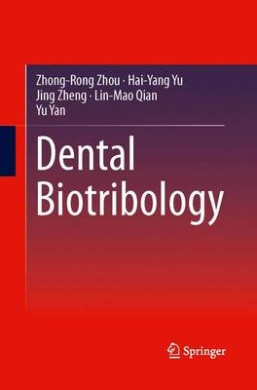 Zhong-Rong Zhou · Hai-Yang Yu
Jing Zheng · Lin-Mao Qian
Yu Yan
Dental
Biotribology
Springer